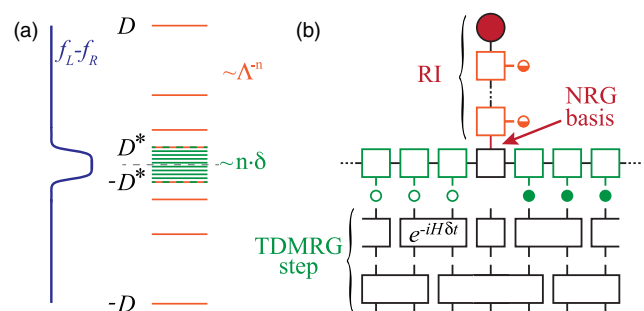 (a)
f_L-f_R
D
~Λ^-n
D*
~n·δ
-D*
-D
(b)
RI
NRG
basis
e^-iHδt
TDMRG
step